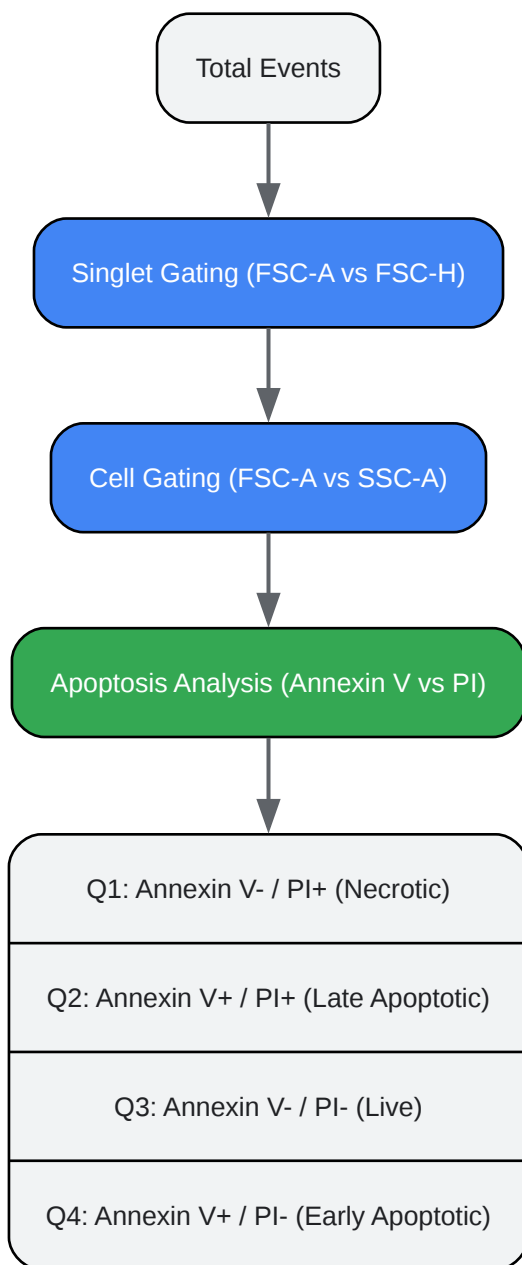 Total Events
Singlet Gating (FSC-A vs FSC-H)
Cell Gating (FSC-A vs SSC-A)
Apoptosis Analysis (Annexin V vs PI)
Q1: Annexin V- / PI+ (Necrotic)
Q2: Annexin V+ / PI+ (Late Apoptotic)
Q3: Annexin V- / PI- (Live)
Q4: Annexin V+ / PI- (Early Apoptotic)